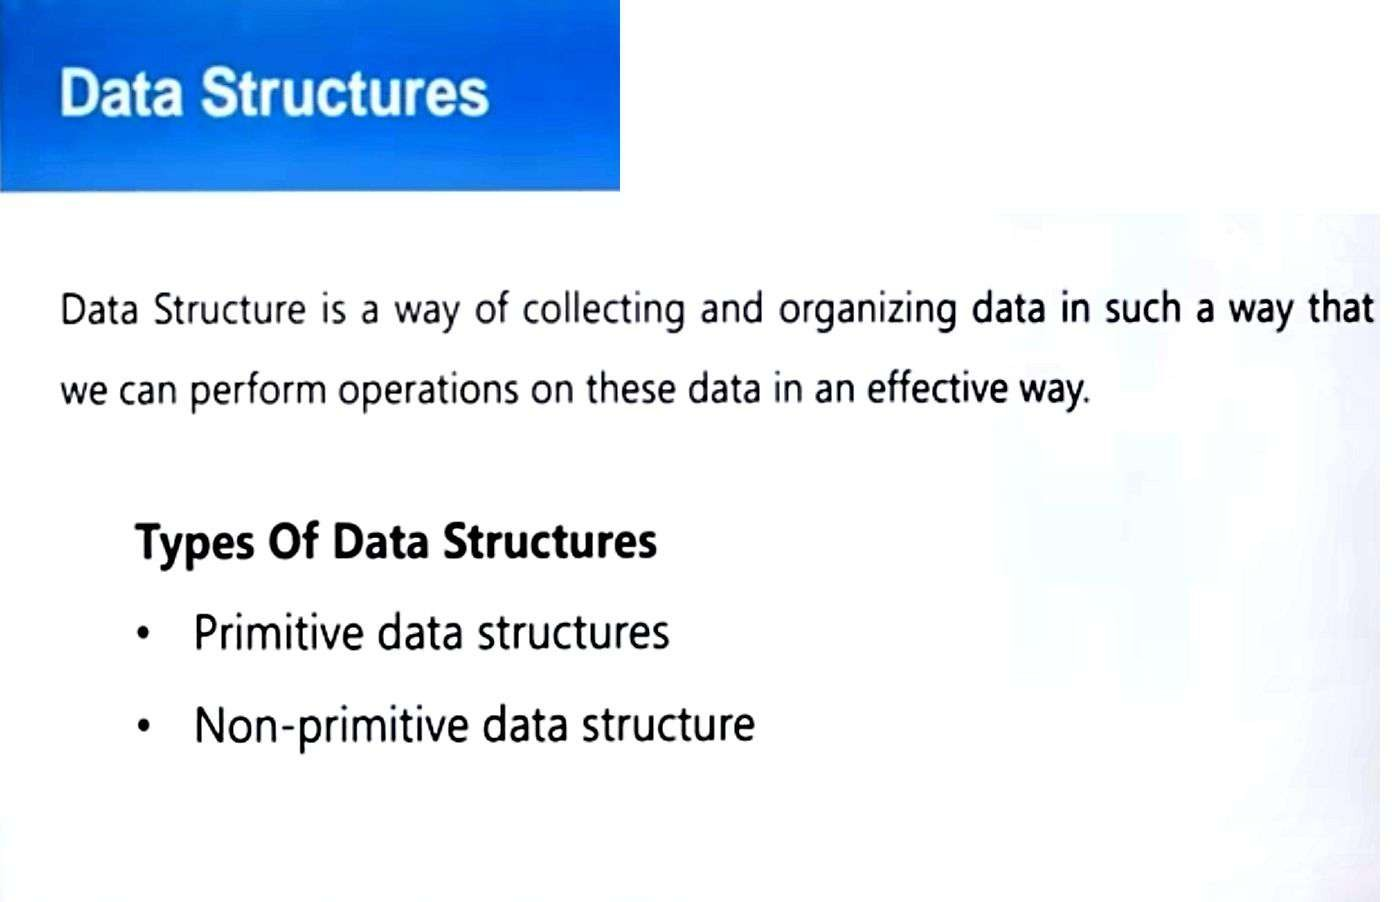 Data Structures
Data Structure is a way of collecting and organizing data in such a way that
we can perform operations on these data in an effective way.
Types Of Data Structures
• Primitive data structures
• Non-primitive data structure